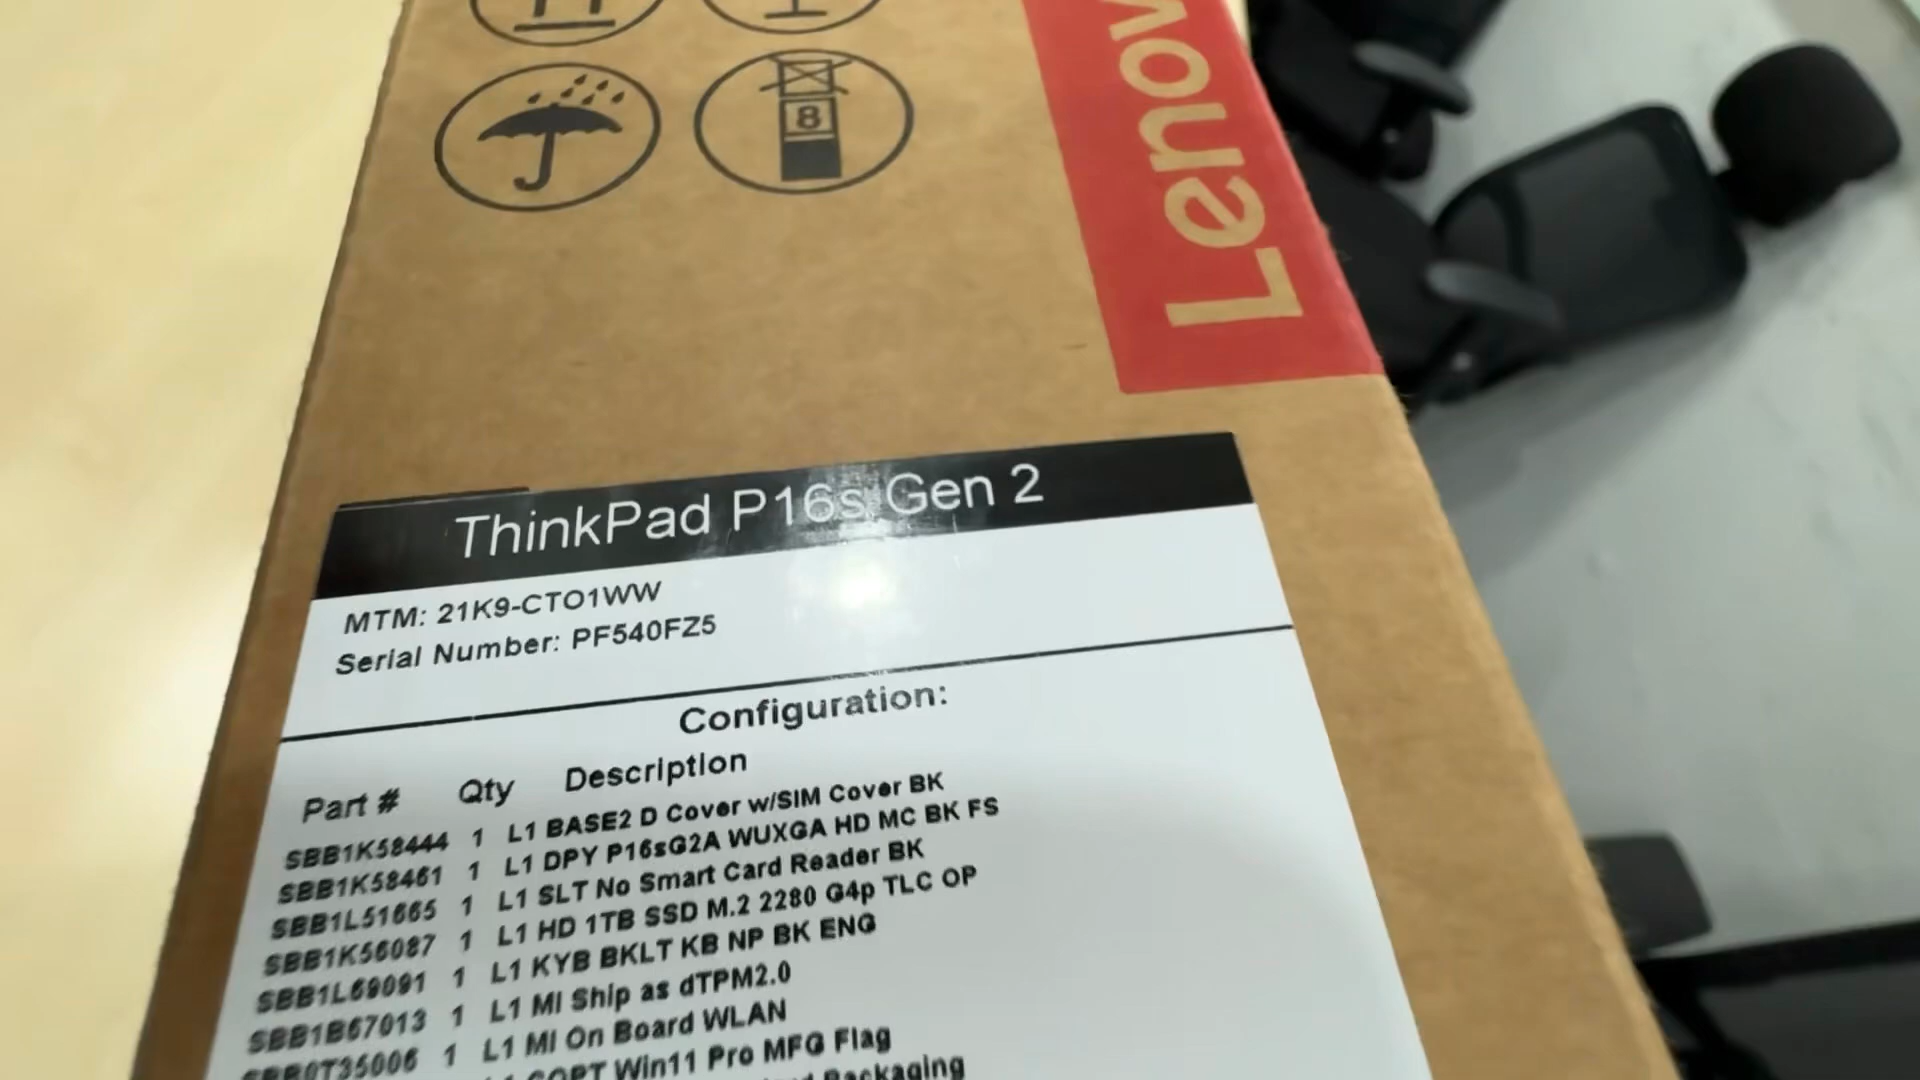 8
Lenov
ThinkPad P16s Gen 2
MTM: 21K9-CTO1WW
Serial Number: PF540FZ5
Configuration:
Part # Qty Description
SBB1K58444 1 L1 BASE2 D Cover w/SIM Cover BK
SBB1K58461 1 L1 DPY P16sG2A WUXGA HD MC BK FS
SBB1L51665 1 L1 SLT No Smart Card Reader BK
SBB1K56087 1 L1 HD 1TB SSD M.2 2280 G4p TLC OP
SBB1L69091 1 L1 KYB BKLT KB NP BK ENG
SBB1B67013 1 L1 MI Ship as dTPM2.0
SBB0T35006 1 L1 MI On Board WLAN
COPT Win11 Pro MFG Flag
Packaging